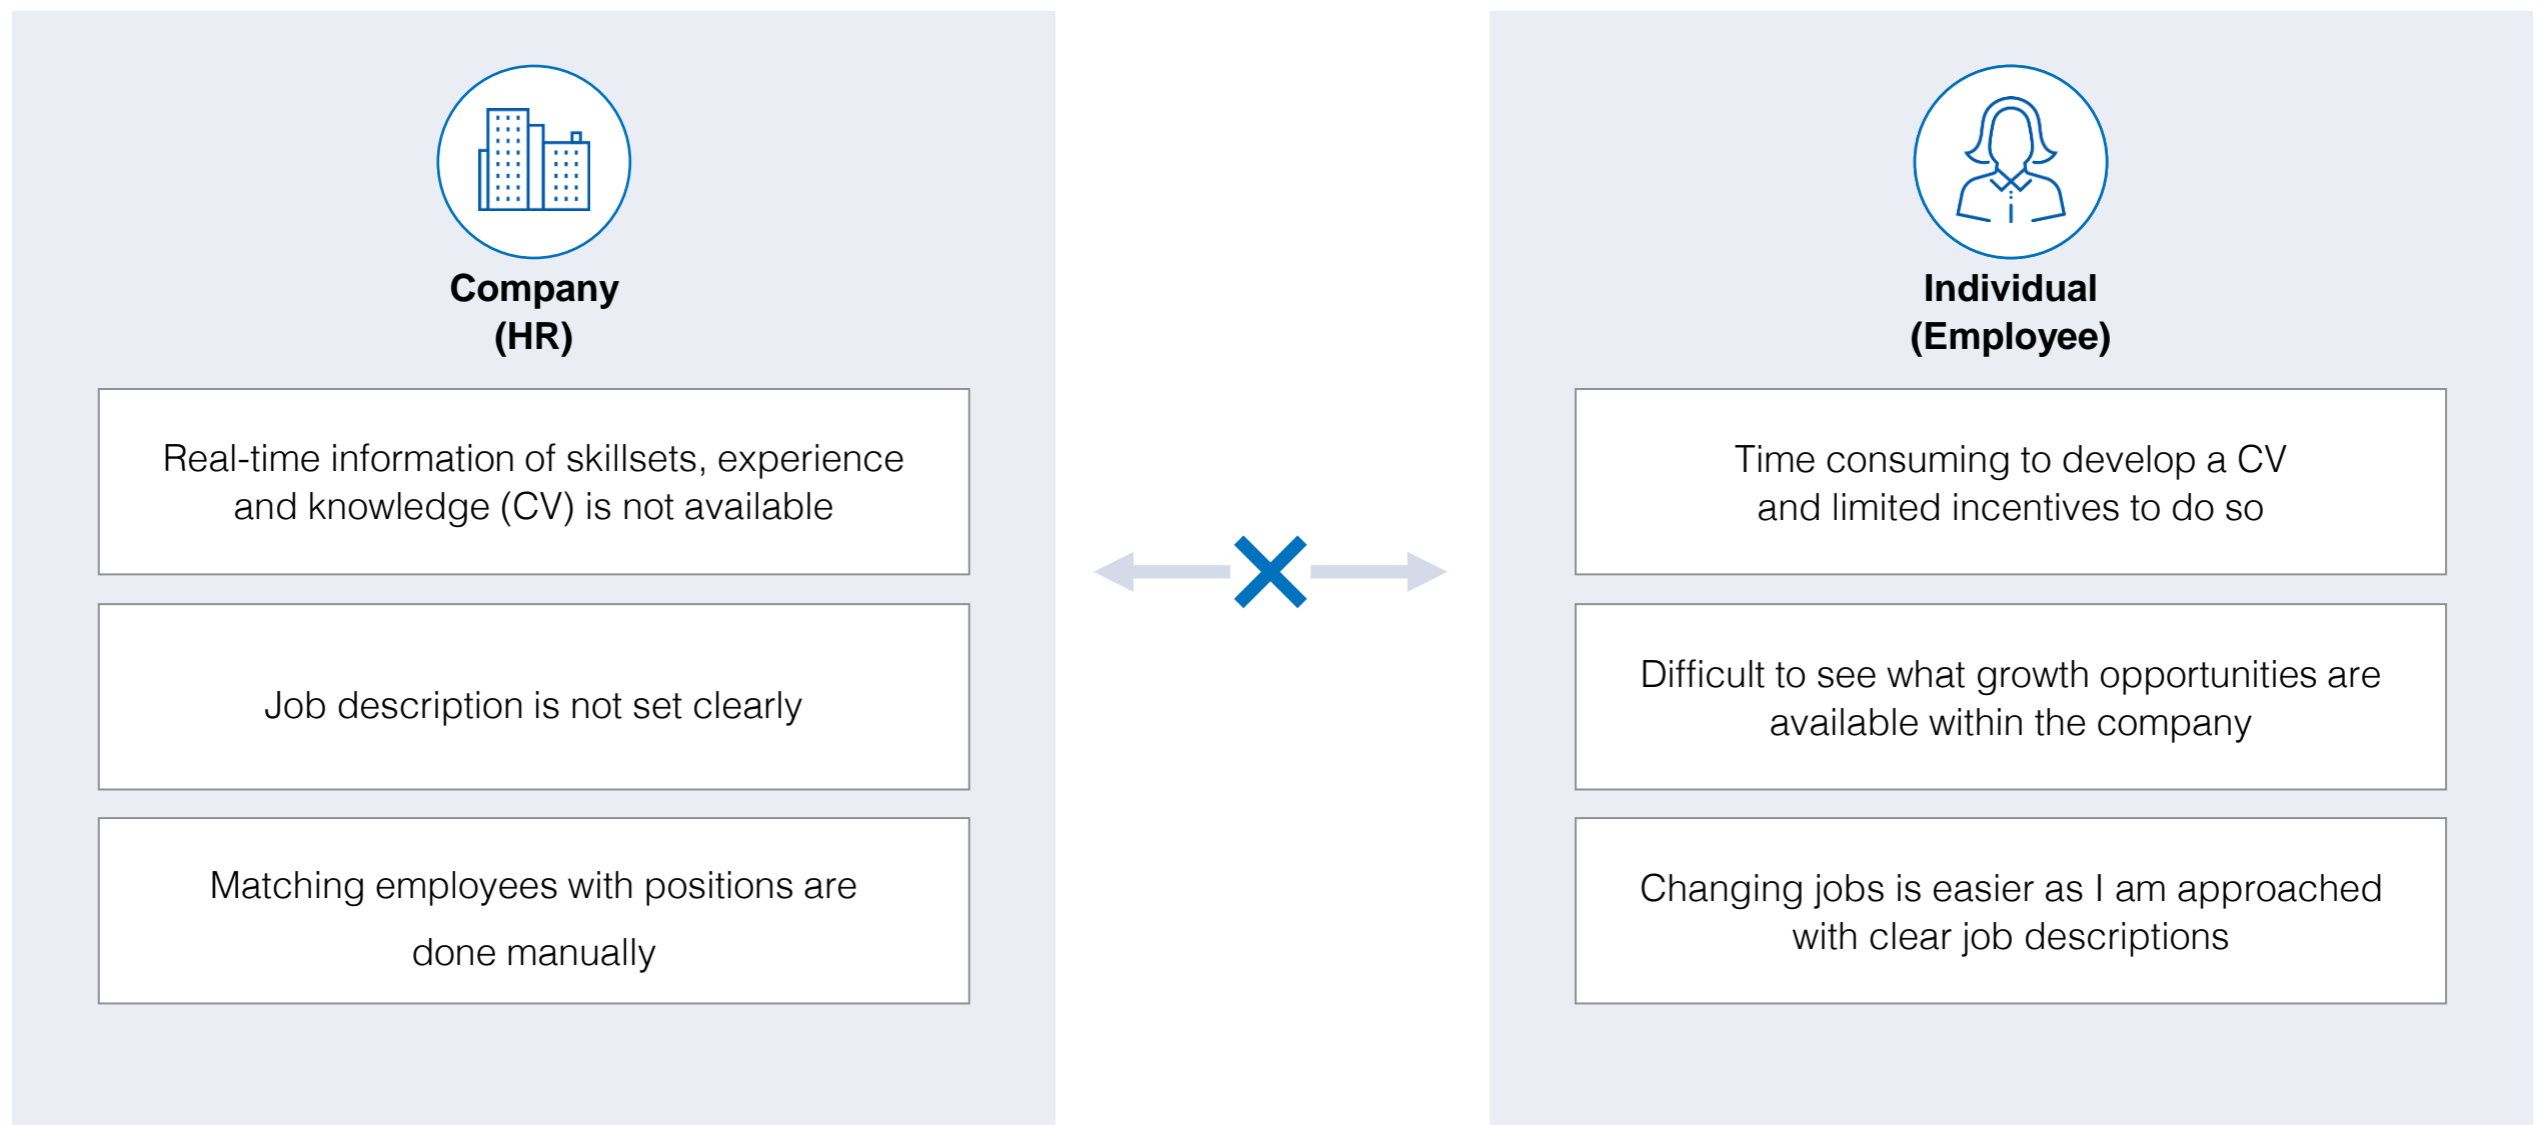 Company
(HR)
Real-time information of skillsets, experience
and knowledge (CV) is not available
Job description is not set clearly
Matching employees with positions are
done manually
Individual
(Employee)
Time consuming to develop a CV
and limited incentives to do so
Difficult to see what growth opportunities are
available within the company
Changing jobs is easier as I am approached
with clear job descriptions